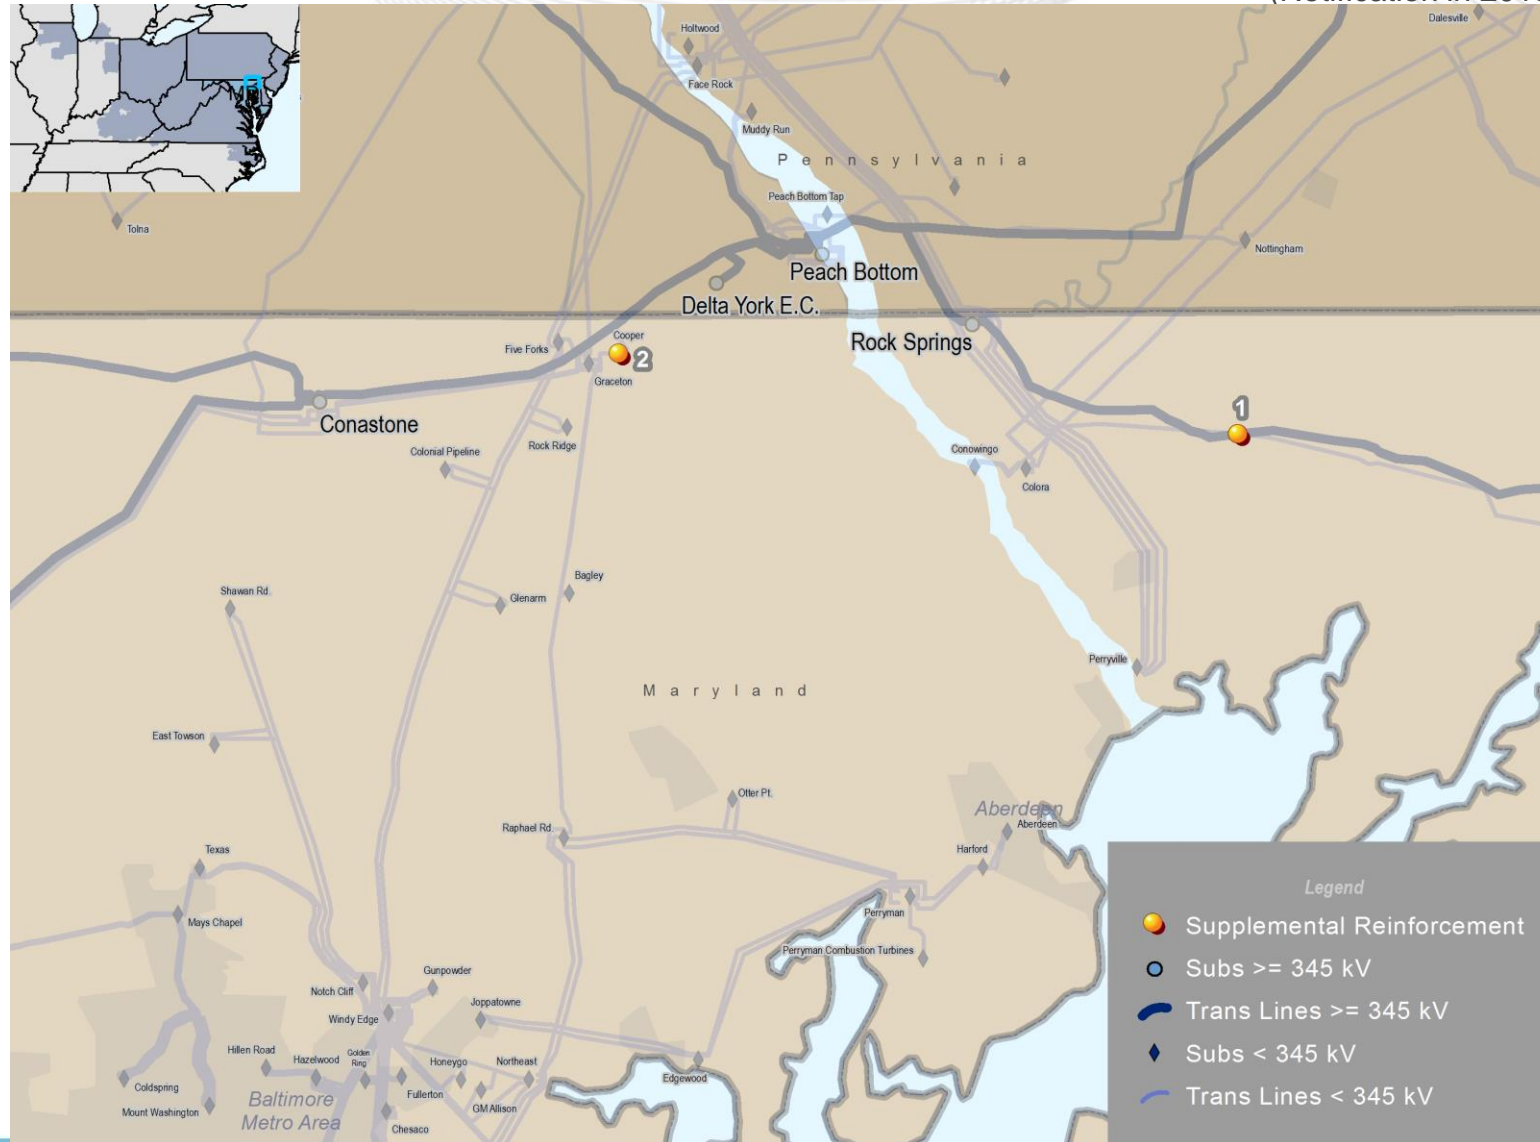 Holtwood
Dalesville
Face Rock
Muddy Run
Pennsylvania
Peach Bottom Tap
Tolna
Nottingham
Peach Bottom
Delta York E.C.
Cooper
Rock Springs
Five Forks
2
Graceton
1
Conastone
Rock Ridge
Colonial Pipeline
Conowingo
Colora
Bagley
Shawan Rd.
Glenarm
Perryville
Maryland
East Towson
Otter Pt.
Aberdeen
Aberdeen
Raphael Rd.
Harford
Texas
Perryman
Mays Chapel
Perryman Combustion Turbines
Gunpowder
Notch Cliff
Joppatowne
Windy Edge
Hillen Road
Hazelwood
Golden
Ring
Honeygo
Northeast
Edgewood
Coldspring
Fullerton
Mount Washington
Baltimore
Metro Area
GM Allison
Chesaco
Legend
Supplemental Reinforcement
Subs >= 345 kV
Trans Lines >= 345 kV
Subs < 345 kV
Trans Lines < 345 kV